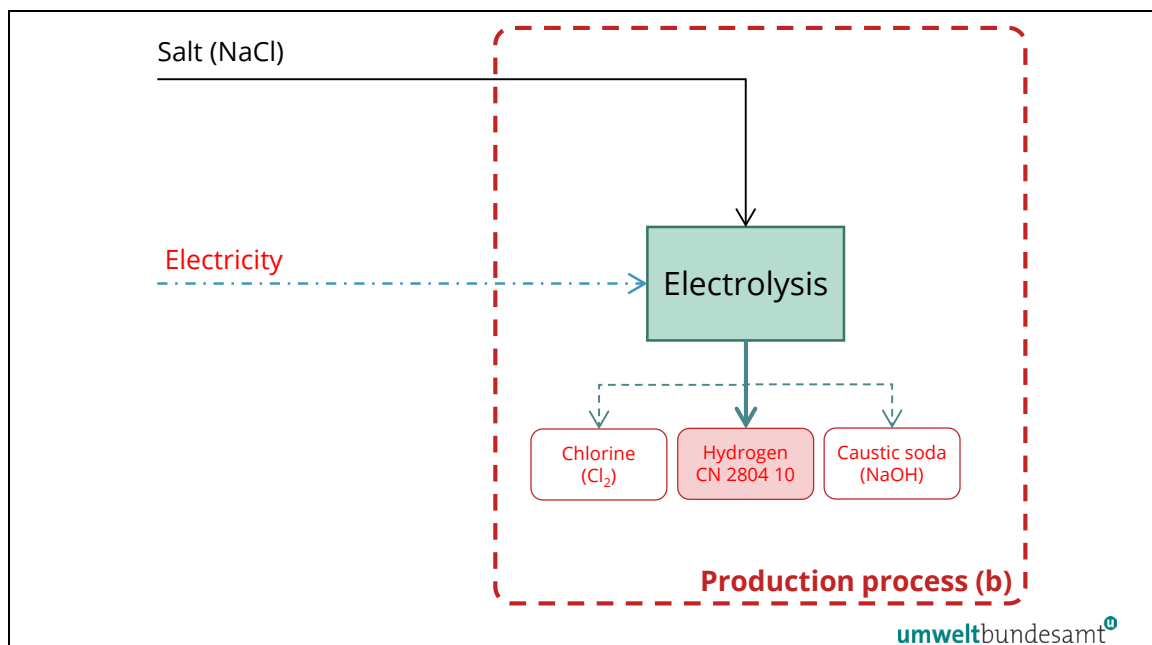 Salt (NaCl)
Electricity
Electrolysis
Chlorine
(Cl₂)
Hydrogen
CN 2804 10
Caustic soda
(NaOH)
Production process (b)
umweltbundesamt ⓤ